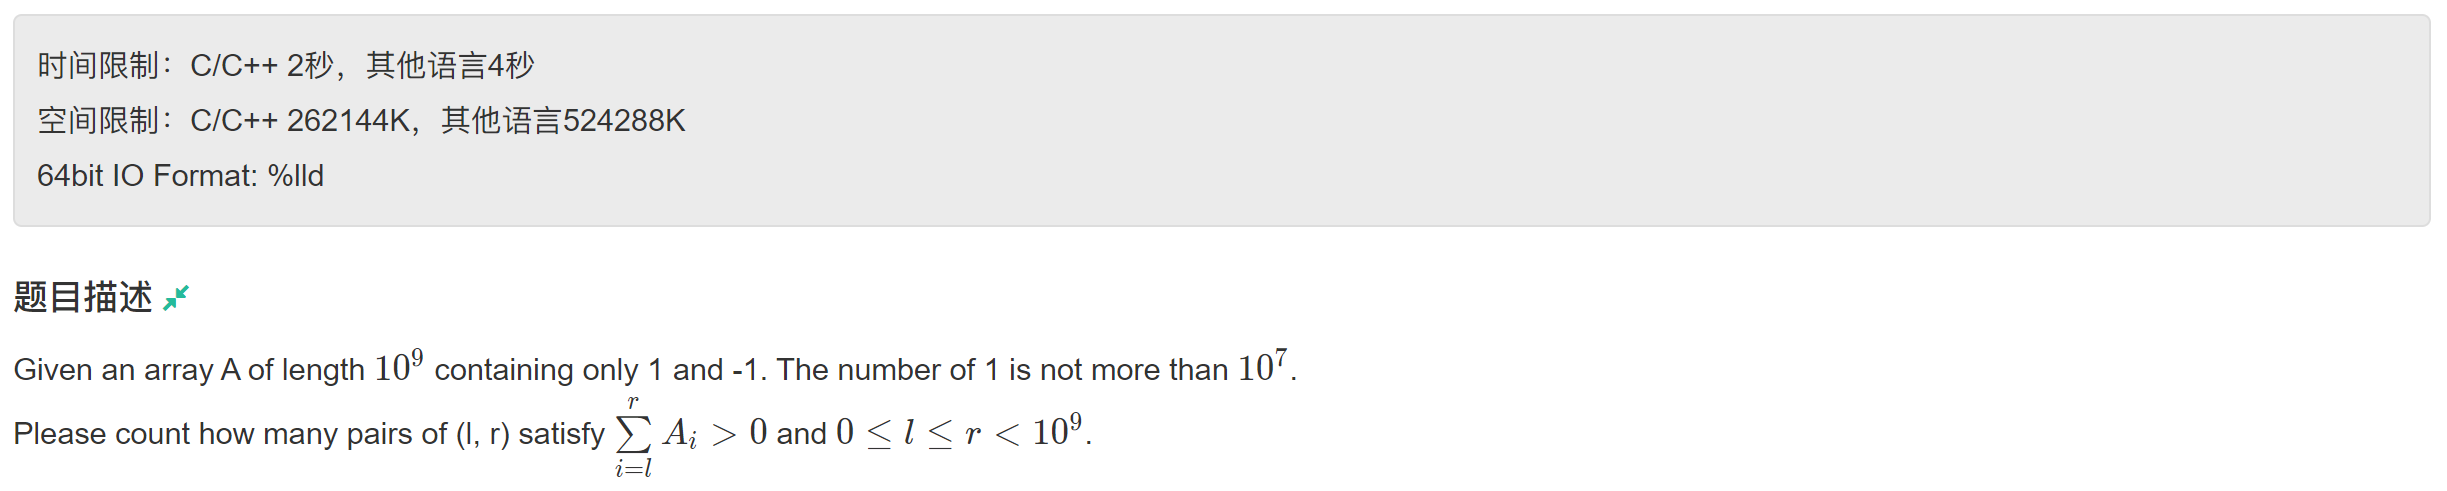 时间限制：C/C++ 2秒，其他语言4秒
空间限制：C/C++ 262144K，其他语言524288K
64bit IO Format: %lld
题目描述
Given an array A of length 10^9 containing only 1 and -1. The number of 1 is not more than 10^7.
Please count how many pairs of (l, r) satisfy \sum_{i=l}^{r} A_i > 0 and 0 ≤ l ≤ r < 10^9.